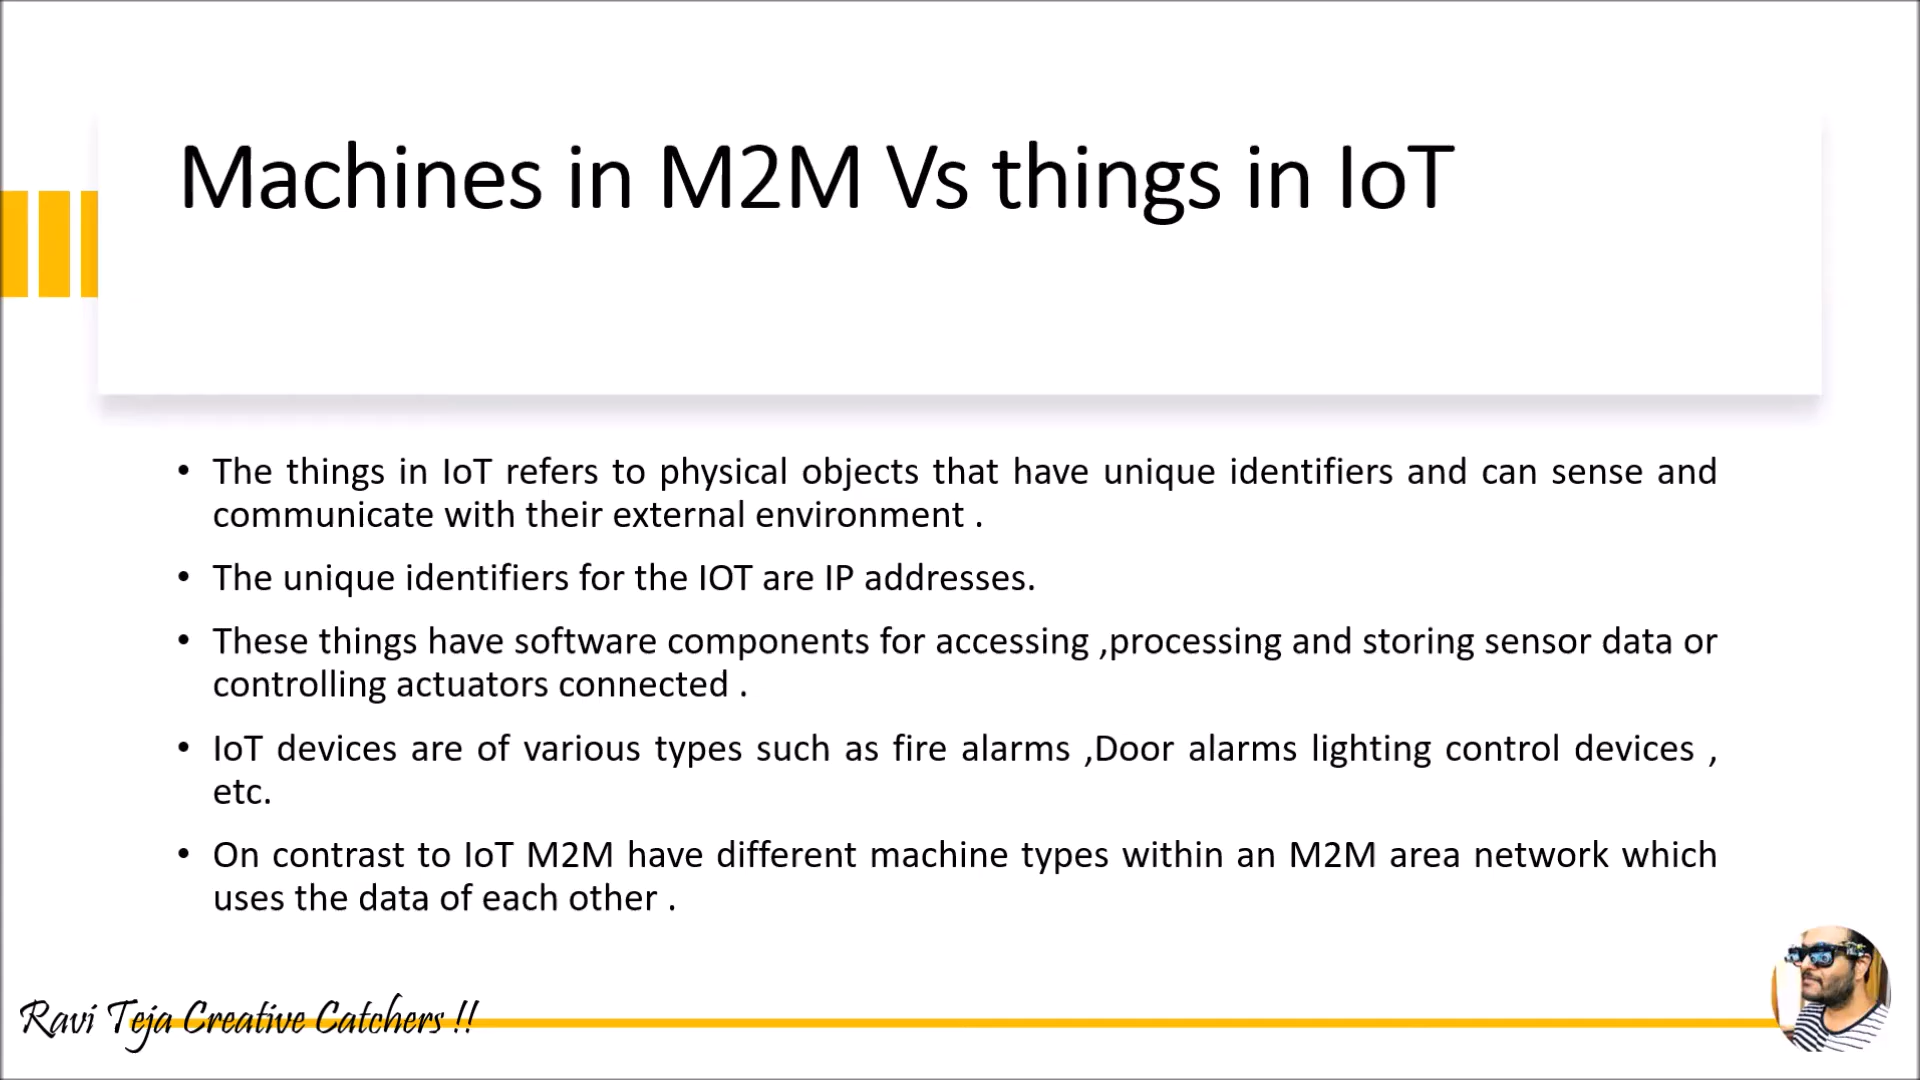 Machines in M2M Vs things in IoT
• The things in IoT refers to physical objects that have unique identifiers and can sense and
communicate with their external environment .
• The unique identifiers for the IOT are IP addresses.
• These things have software components for accessing ,processing and storing sensor data or
controlling actuators connected .
• IoT devices are of various types such as fire alarms ,Door alarms lighting control devices ,
etc.
• On contrast to IoT M2M have different machine types within an M2M area network which
uses the data of each other .
Ravi Teja Creative Catchers !!